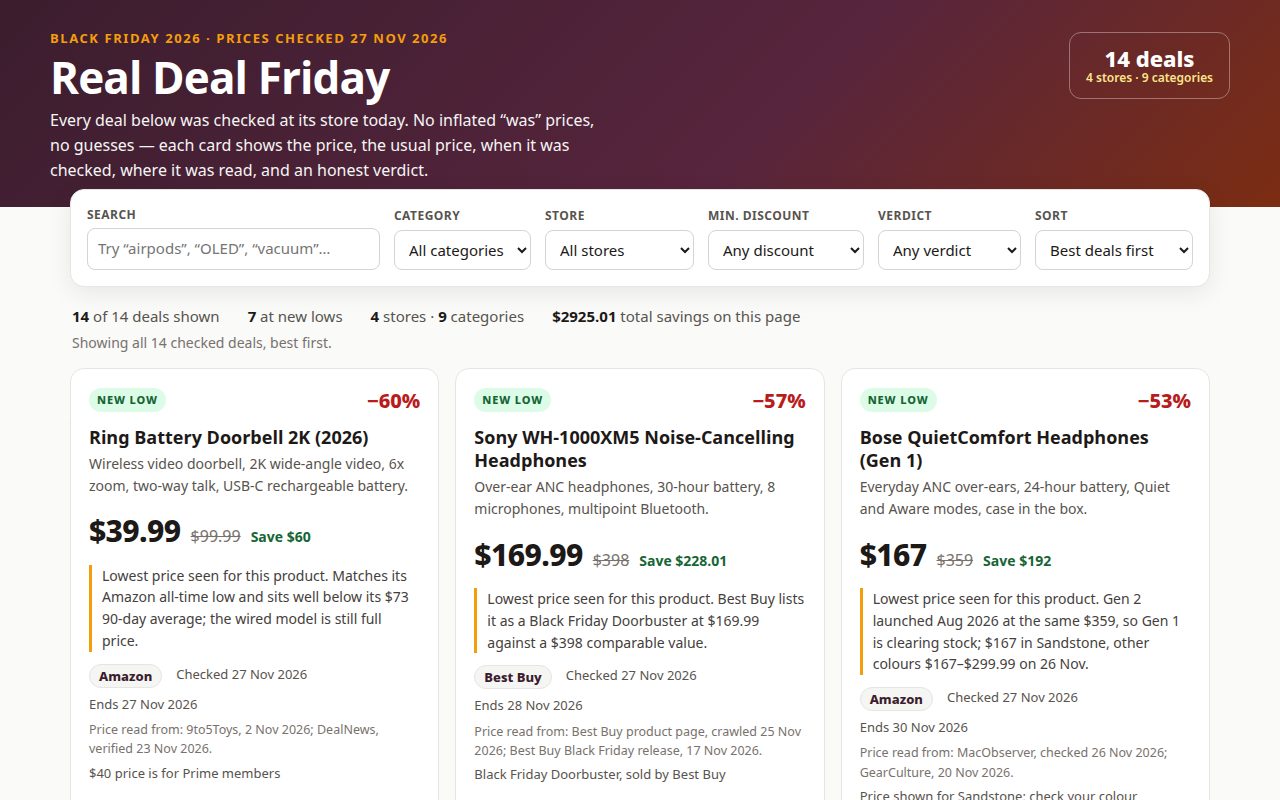 BLACK FRIDAY 2026 · PRICES CHECKED 27 NOV 2026
Real Deal Friday
Every deal below was checked at its store today. No inflated “was” prices,
no guesses — each card shows the price, the usual price, when it was
checked, where it was read, and an honest verdict.
14 deals
4 stores · 9 categories
SEARCH
Try “airpods”, “OLED”, “vacuum”…
CATEGORY
All categories
STORE
All stores
MIN. DISCOUNT
Any discount
VERDICT
Any verdict
SORT
Best deals first
14 of 14 deals shown
7 at new lows
4 stores · 9 categories
$2925.01 total savings on this page
Showing all 14 checked deals, best first.
NEW LOW
−60%
Ring Battery Doorbell 2K (2026)
Wireless video doorbell, 2K wide-angle video, 6x
zoom, two-way talk, USB-C rechargeable battery.
$39.99 $99.99 Save $60
Lowest price seen for this product. Matches its
Amazon all-time low and sits well below its $73
90-day average; the wired model is still full
price.
Amazon
Checked 27 Nov 2026
Ends 27 Nov 2026
Price read from: 9to5Toys, 2 Nov 2026; DealNews,
verified 23 Nov 2026.
$40 price is for Prime members
NEW LOW
−57%
Sony WH-1000XM5 Noise-Cancelling
Headphones
Over-ear ANC headphones, 30-hour battery, 8
microphones, multipoint Bluetooth.
$169.99 $398 Save $228.01
Lowest price seen for this product. Best Buy lists
it as a Black Friday Doorbuster at $169.99
against a $398 comparable value.
Best Buy
Checked 27 Nov 2026
Ends 28 Nov 2026
Price read from: Best Buy product page, crawled 25 Nov
2026; Best Buy Black Friday release, 17 Nov 2026.
Black Friday Doorbuster, sold by Best Buy
NEW LOW
−53%
Bose QuietComfort Headphones
(Gen 1)
Everyday ANC over-ears, 24-hour battery, Quiet
and Aware modes, case in the box.
$167 $359 Save $192
Lowest price seen for this product. Gen 2
launched Aug 2026 at the same $359, so Gen 1
is clearing stock; $167 in Sandstone, other
colours $167–$299.99 on 26 Nov.
Amazon
Checked 27 Nov 2026
Ends 30 Nov 2026
Price read from: MacObserver, checked 26 Nov 2026;
GearCulture, 20 Nov 2026.
Price shown for Sandstone; check your colour